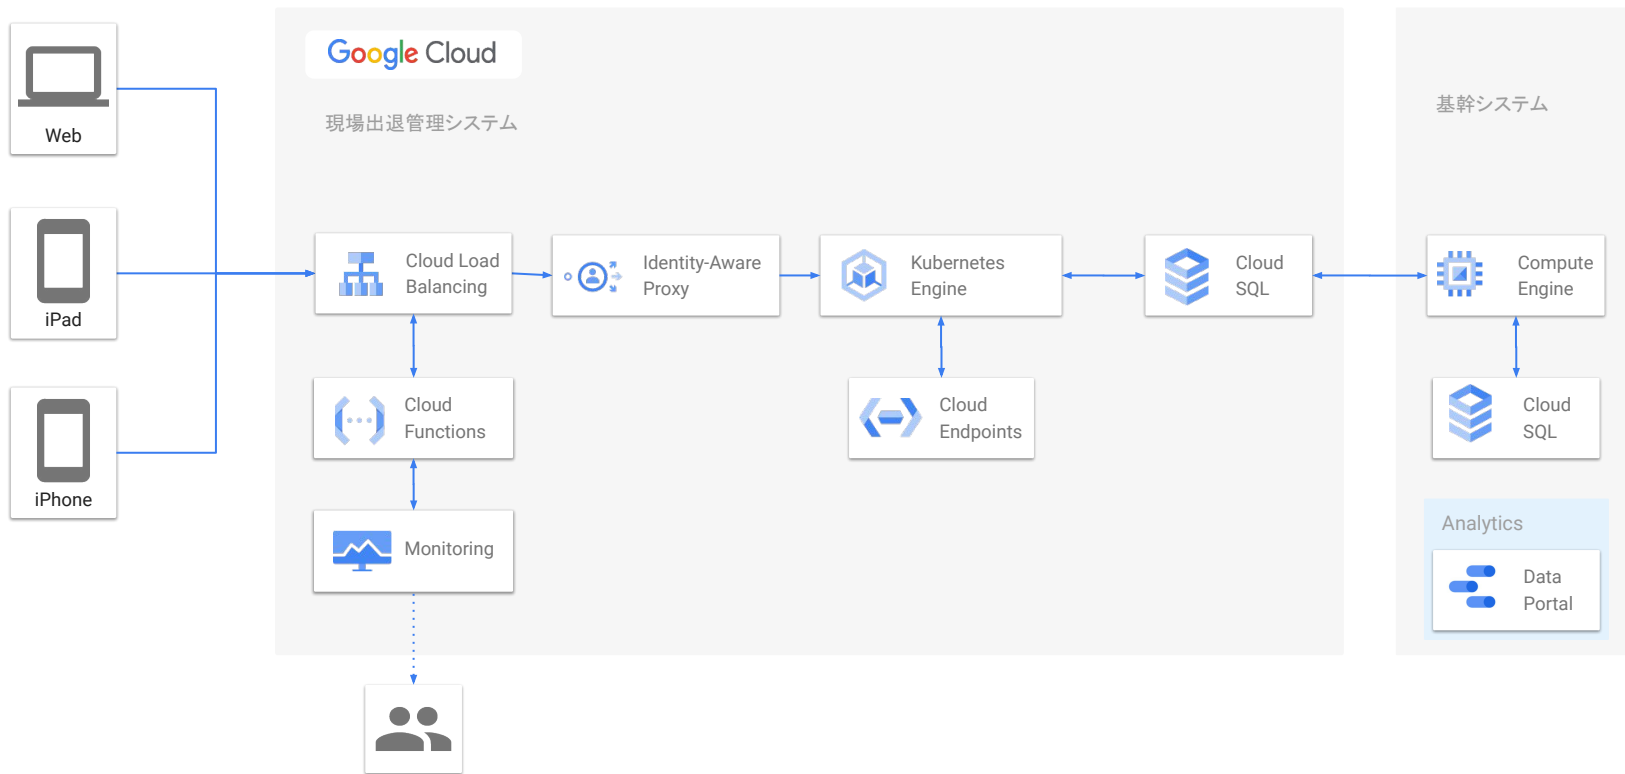 Web
iPad
iPhone
Google Cloud
現場出退管理システム
Cloud Load
Balancing
Identity-Aware
Proxy
Kubernetes
Engine
Cloud
SQL
Cloud
Functions
Cloud
Endpoints
Monitoring
基幹システム
Compute
Engine
Cloud
SQL
Analytics
Data
Portal